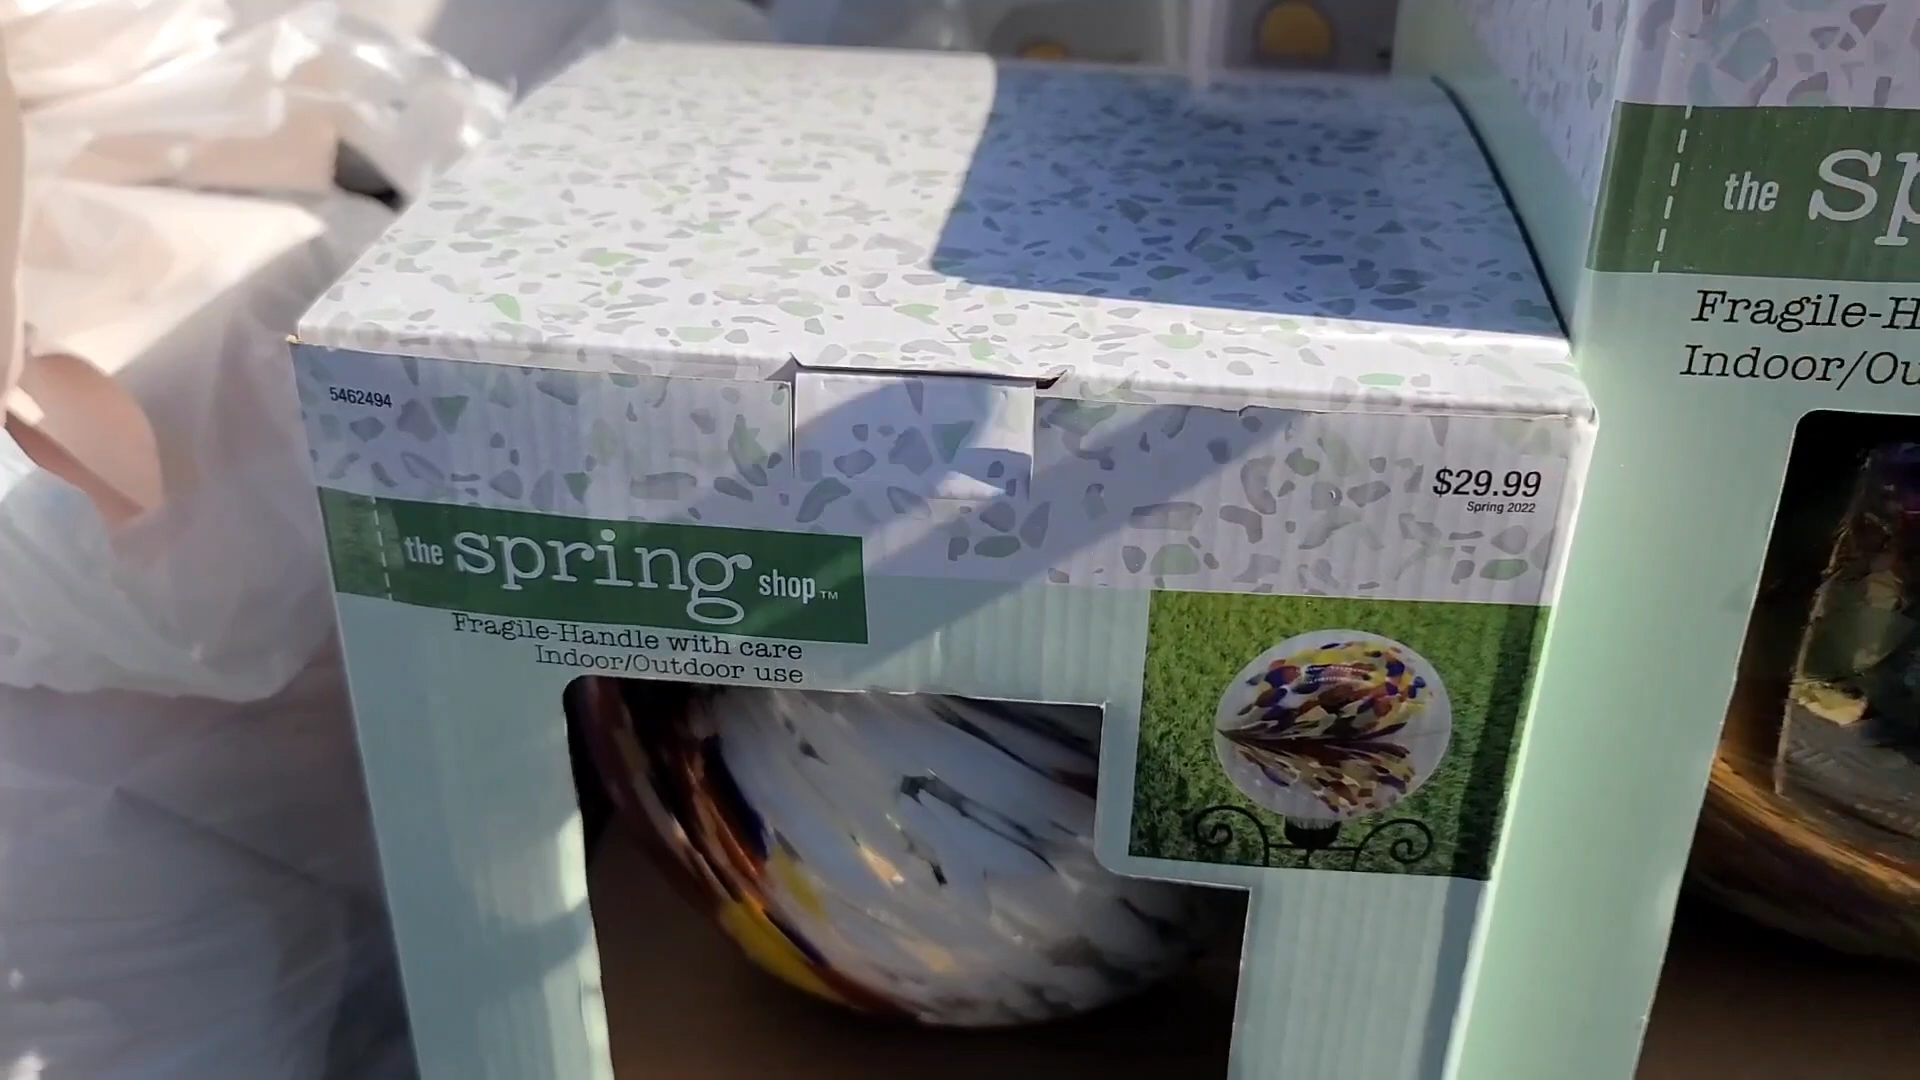 5462494
$29.99
Spring 2022
the spring shop™
Fragile-Handle with care
Indoor/Outdoor use
the sp
Fragile-H
Indoor/Ou